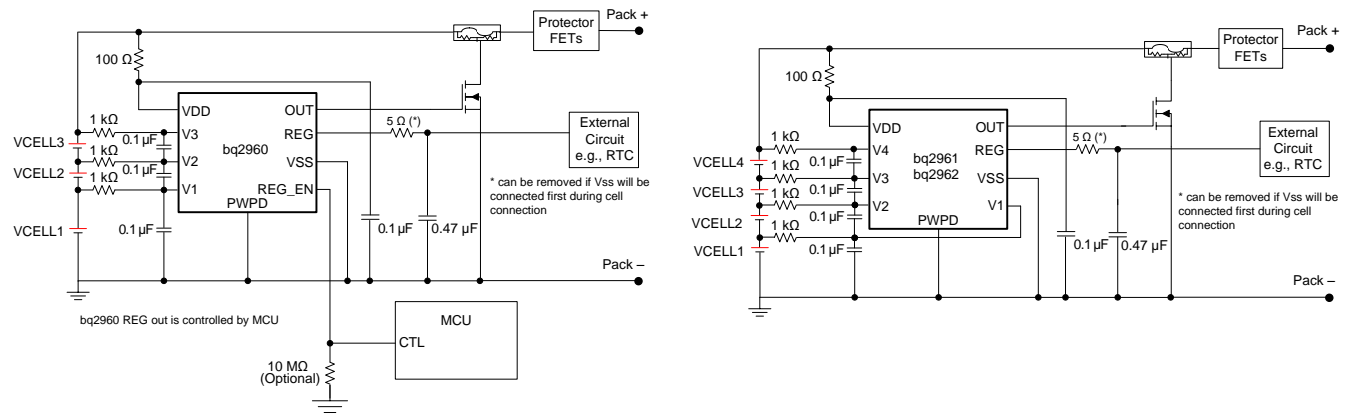 Protector
FETs
Pack +
100 Ω
VDD
OUT
V3
REG
V2
bq2960
VSS
V1
REG_EN
PWPD
1 kΩ
0.1 µF
1 kΩ
0.1 µF
1 kΩ
0.1 µF
VCELL3
VCELL2
VCELL1
5 Ω (*)
External
Circuit
e.g., RTC
* can be removed if Vss will be
connected first during cell
connection
0.1 µF
0.47 µF
Pack –
bq2960 REG out is controlled by MCU
MCU
CTL
10 MΩ
(Optional)
Protector
FETs
Pack +
100 Ω
VDD
OUT
V4
REG
bq2961
bq2962
V3
VSS
V2
V1
PWPD
1 kΩ
0.1 µF
1 kΩ
0.1 µF
1 kΩ
0.1 µF
1 kΩ
0.1 µF
VCELL4
VCELL3
VCELL2
VCELL1
5 Ω (*)
External
Circuit
e.g., RTC
* can be removed if Vss will be
connected first during cell
connection
0.1 µF
0.47 µF
Pack –